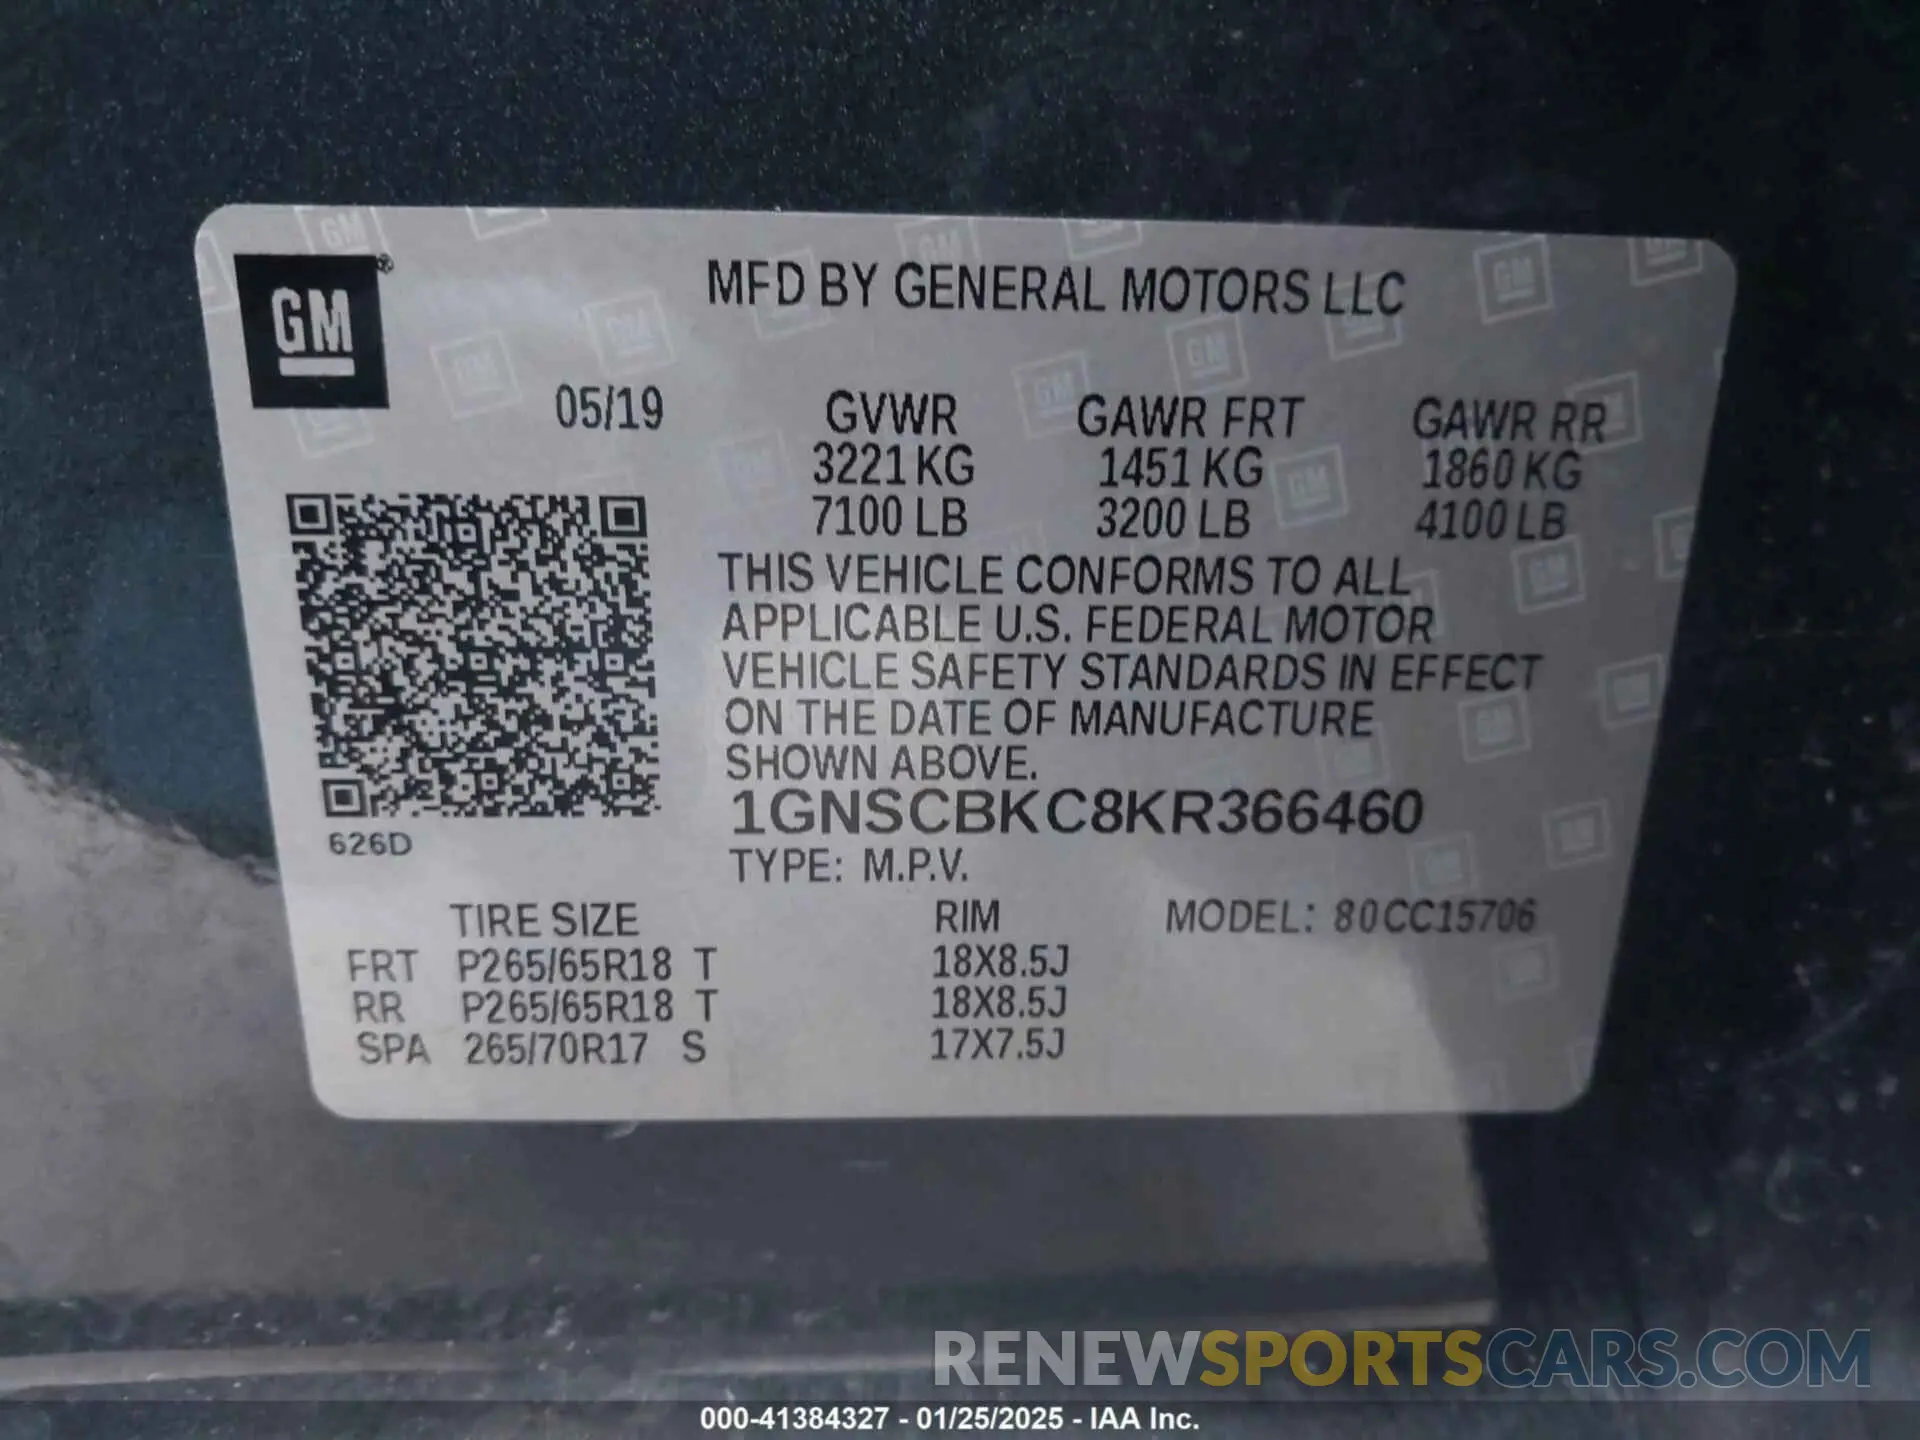 GM®
MFD BY GENERAL MOTORS LLC
05/19
GVWR GAWR FRT GAWR RR
3221 KG 1451 KG 1860 KG
7100 LB 3200 LB 4100 LB
THIS VEHICLE CONFORMS TO ALL
APPLICABLE U.S. FEDERAL MOTOR
VEHICLE SAFETY STANDARDS IN EFFECT
ON THE DATE OF MANUFACTURE
SHOWN ABOVE.
1GNSCBKC8KR366460
626D
TYPE: M.P.V.
TIRE SIZE RIM MODEL: 80CC15706
FRT P265/65R18 T 18X8.5J
RR P265/65R18 T 18X8.5J
SPA 265/70R17 S 17X7.5J
RENEWSPORTSCARS.COM
000-41384327 - 01/25/2025 - IAA Inc.